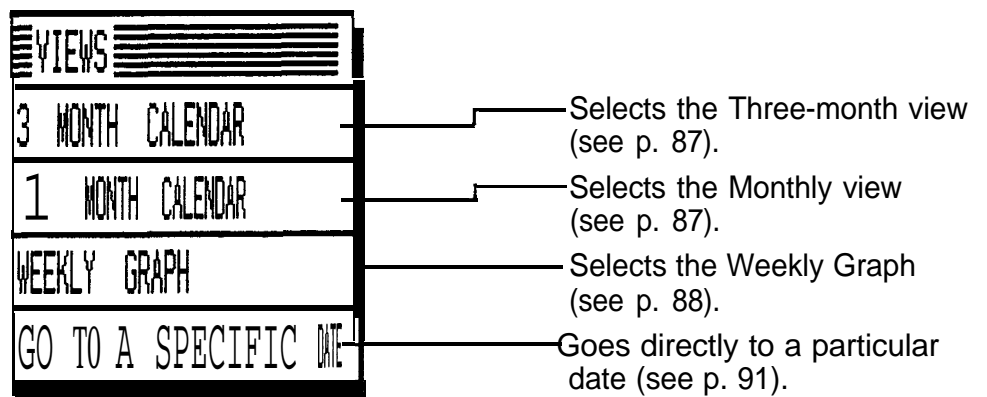 VIEWS
3 MONTH CALENDAR
Selects the Three-month view
(see p. 87).
1 MONTH CALENDAR
Selects the Monthly view
(see p. 87).
WEEKLY GRAPH
Selects the Weekly Graph
(see p. 88).
GO TO A SPECIFIC DATE
Goes directly to a particular
date (see p. 91).